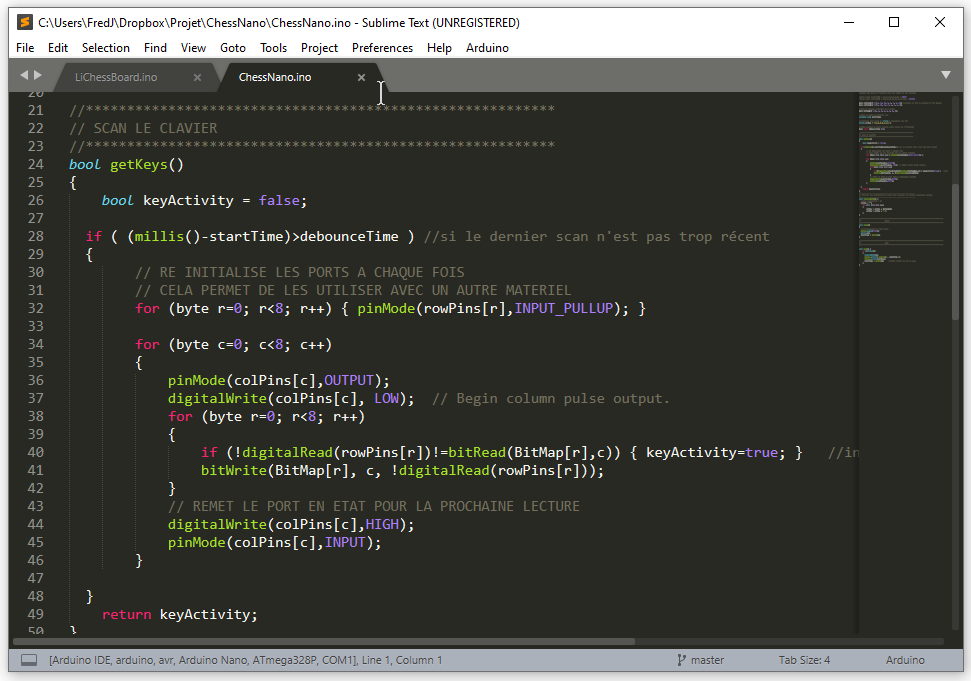 C:\Users\FredJ\Dropbox\Projet\ChessNano\ChessNano.ino - Sublime Text (UNREGISTERED)
File Edit Selection Find View Goto Tools Project Preferences Help Arduino
LiChessBoard.ino × ChessNano.ino ×
20
21 //*********************************************************
22 // SCAN LE CLAVIER
23 //*********************************************************
24 bool getKeys()
25 {
26 bool keyActivity = false;
27
28 if ( (millis()-startTime)>debounceTime ) //si le dernier scan n'est pas trop récent
29 {
30 // RE INITIALISE LES PORTS A CHAQUE FOIS
31 // CELA PERMET DE LES UTILISER AVEC UN AUTRE MATERIEL
32 for (byte r=0; r<8; r++) { pinMode(rowPins[r],INPUT_PULLUP); }
33
34 for (byte c=0; c<8; c++)
35 {
36 pinMode(colPins[c],OUTPUT);
37 digitalWrite(colPins[c], LOW); // Begin column pulse output.
38 for (byte r=0; r<8; r++)
39 {
40 if (!digitalRead(rowPins[r])!=bitRead(BitMap[r],c)) { keyActivity=true; } //in
41 bitWrite(BitMap[r], c, !digitalRead(rowPins[r]));
42 }
43 // REMET LE PORT EN ETAT POUR LA PROCHAINE LECTURE
44 digitalWrite(colPins[c],HIGH);
45 pinMode(colPins[c],INPUT);
46 }
47
48 }
49 return keyActivity;
50 }
[Arduino IDE, arduino, avr, Arduino Nano, ATmega328P, COM1], Line 1, Column 1 master Tab Size: 4 Arduino